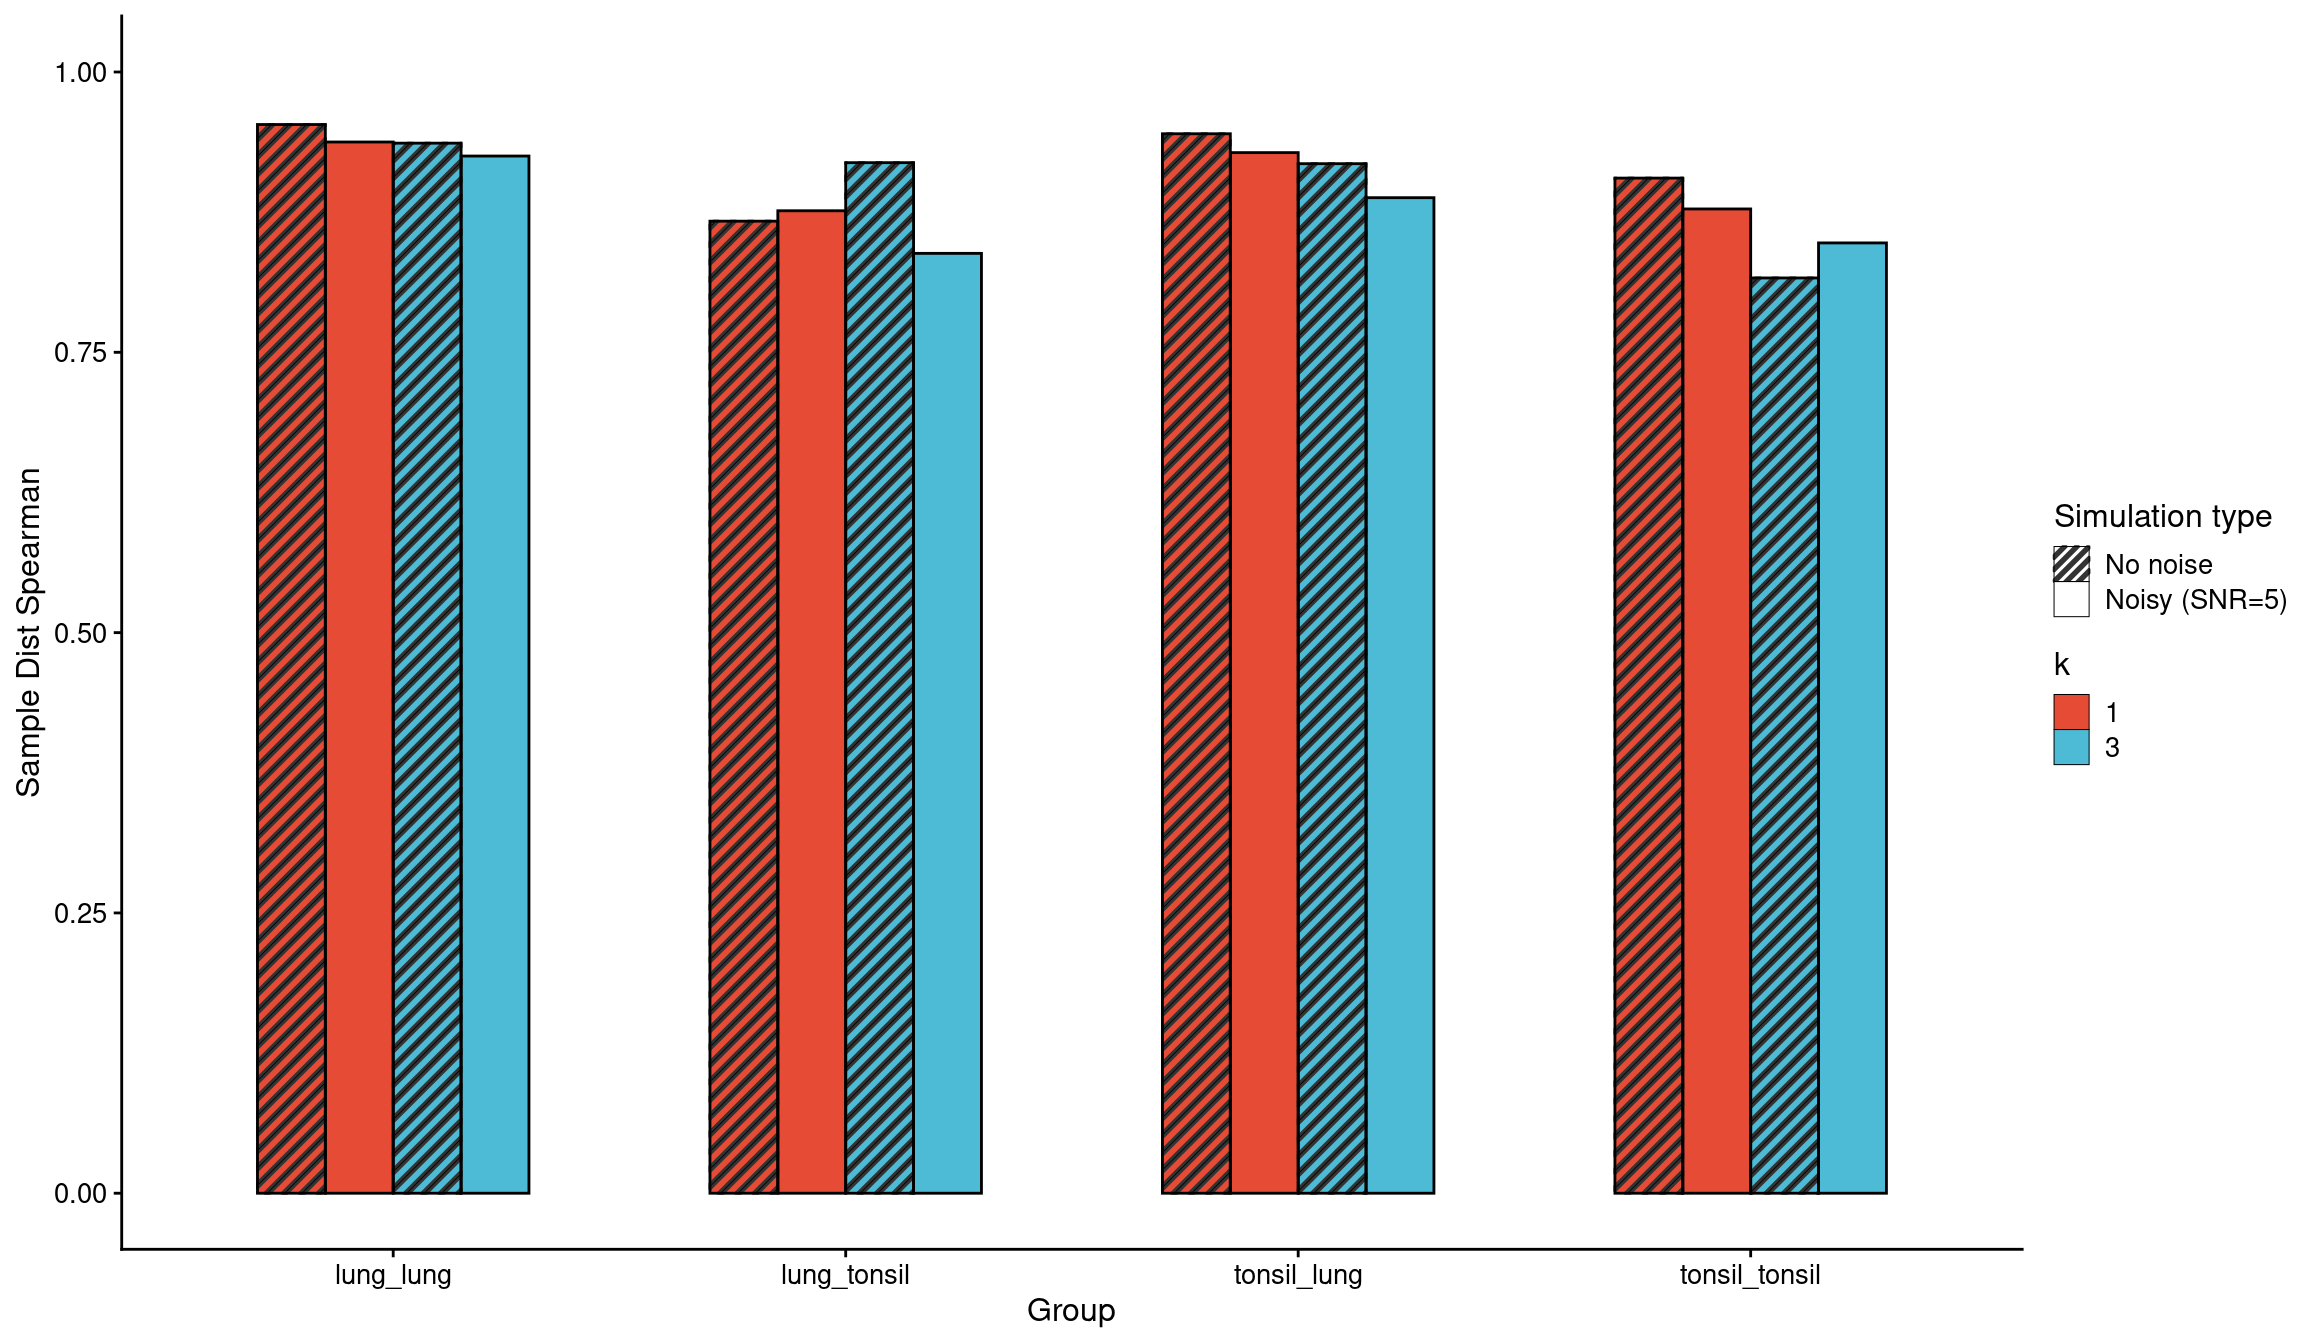 1.00
0.75
0.50
0.25
0.00
Sample Dist Spearman
lung_lung
lung_tonsil
tonsil_lung
tonsil_tonsil
Group
Simulation type
No noise
Noisy (SNR=5)
k
1
3